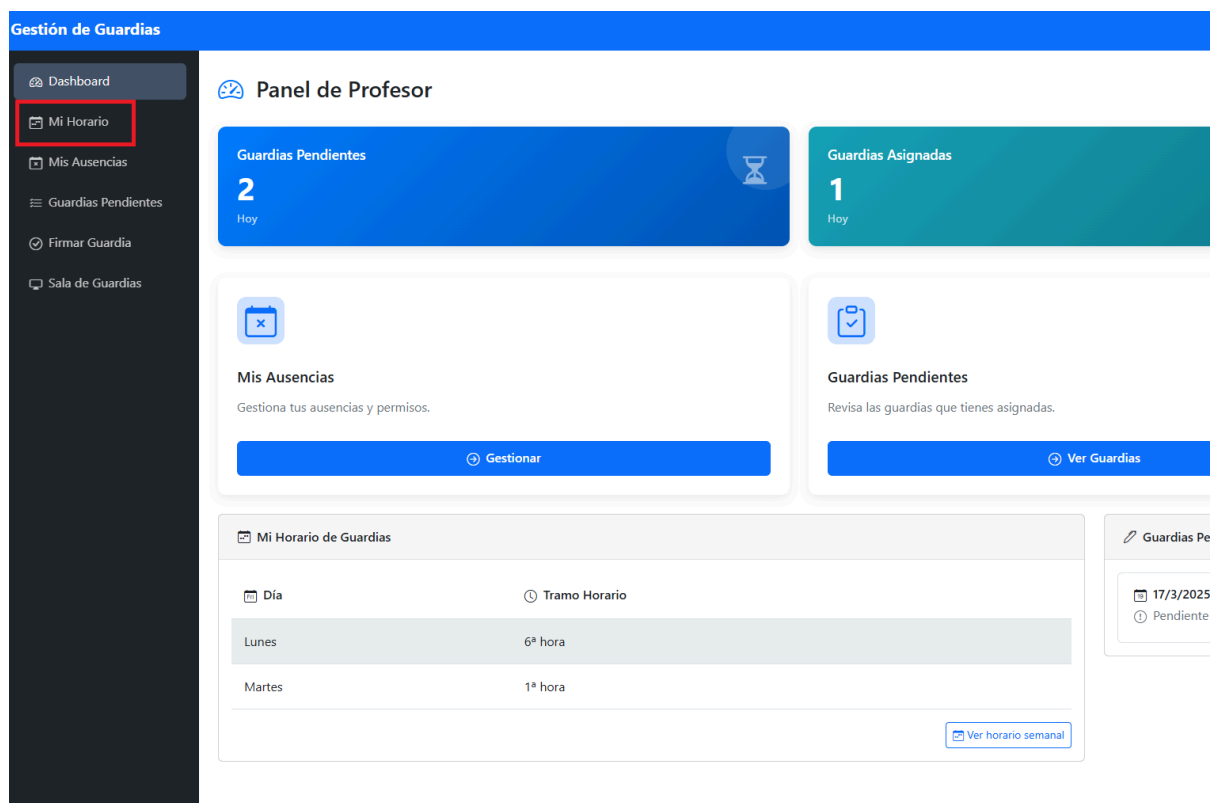 Gestión de Guardias
Dashboard
Mi Horario
Mis Ausencias
Guardias Pendientes
Firmar Guardia
Sala de Guardias
Panel de Profesor
Guardias Pendientes
2
Hoy
Guardias Asignadas
1
Hoy
Mis Ausencias
Gestiona tus ausencias y permisos.
Gestionar
Guardias Pendientes
Revisa las guardias que tienes asignadas.
Ver Guardias
Mi Horario de Guardias
Día
Tramo Horario
Lunes
6ª hora
Martes
1ª hora
Ver horario semanal
Guardias Pe
17/3/2025
Pendiente